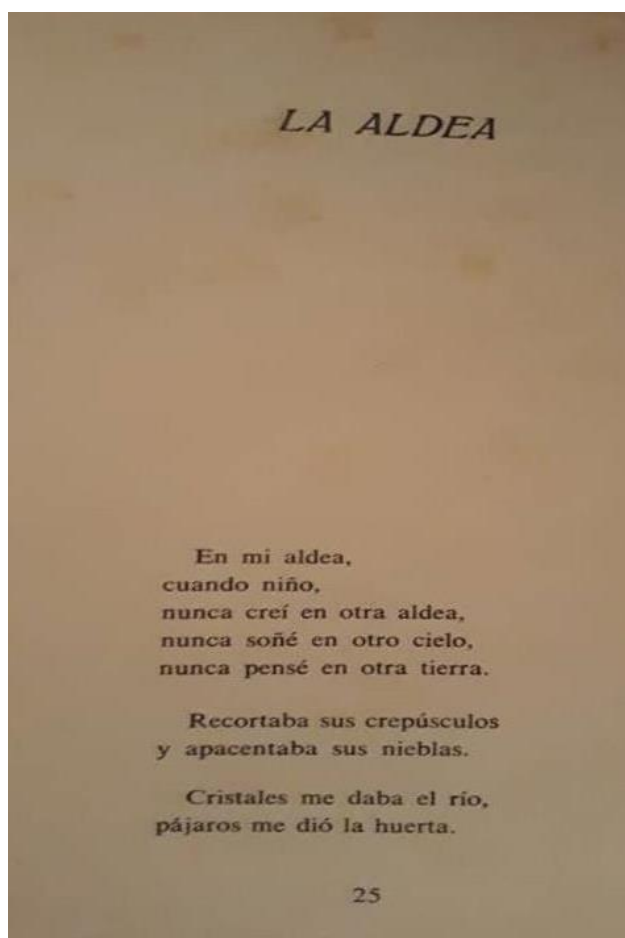 LA ALDEA
En mi aldea,
cuando niño,
nunca creí en otra aldea,
nunca soñé en otro cielo,
nunca pensé en otra tierra.
Recortaba sus crepúsculos
y apacentaba sus nieblas.
Cristales me daba el río,
pájaros me dió la huerta.
25